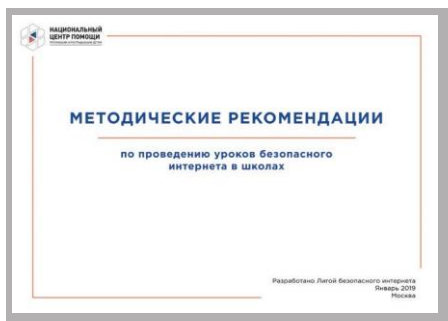 НАЦИОНАЛЬНЫЙ
ЦЕНТР ПОМОЩИ
МЕТОДИЧЕСКИЕ РЕКОМЕНДАЦИИ
по проведению уроков безопасного
интернета в школах
Разработано Лигой безопасного интернета
Январь 2019
Москва